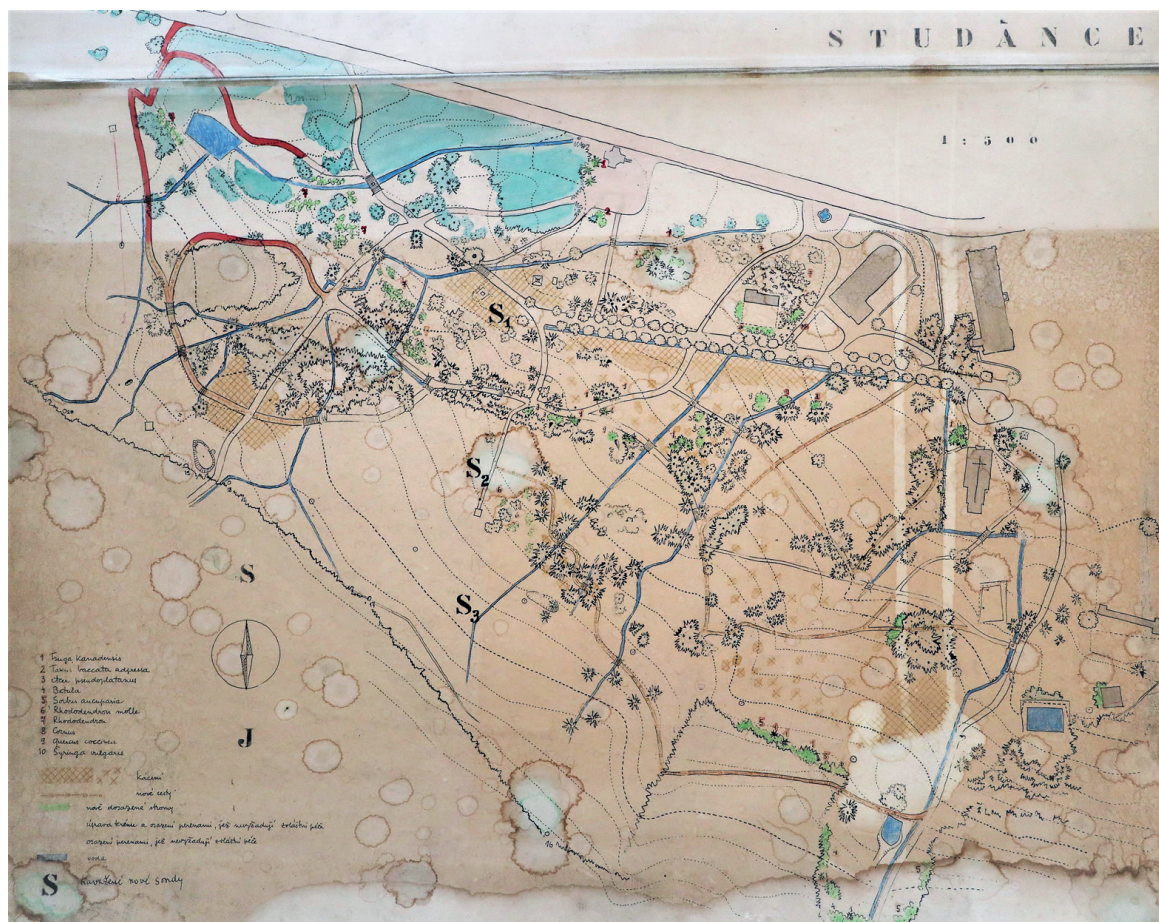 STUDÀNCE
1:500
S₁
S₂
S₃
S
J
1 Tsuga Kanadensis
2 Taxus baccata adpressa
3 Acer pseudoplatanus
4 Betula
5 Sorbus aucuparia
6 Rhododendron molle
7 Rhododendron
8 Cornus
9 Quercus coccinea
10 Syringa vulgaris
kácení
nové cesty
nově dosazené stromy
úprava terénu a osazení perenami, jež nevyžadují zvláštní péče
osazení perenami, jež nevyžadují zvláštní péče
voda
S navržené nové sondy